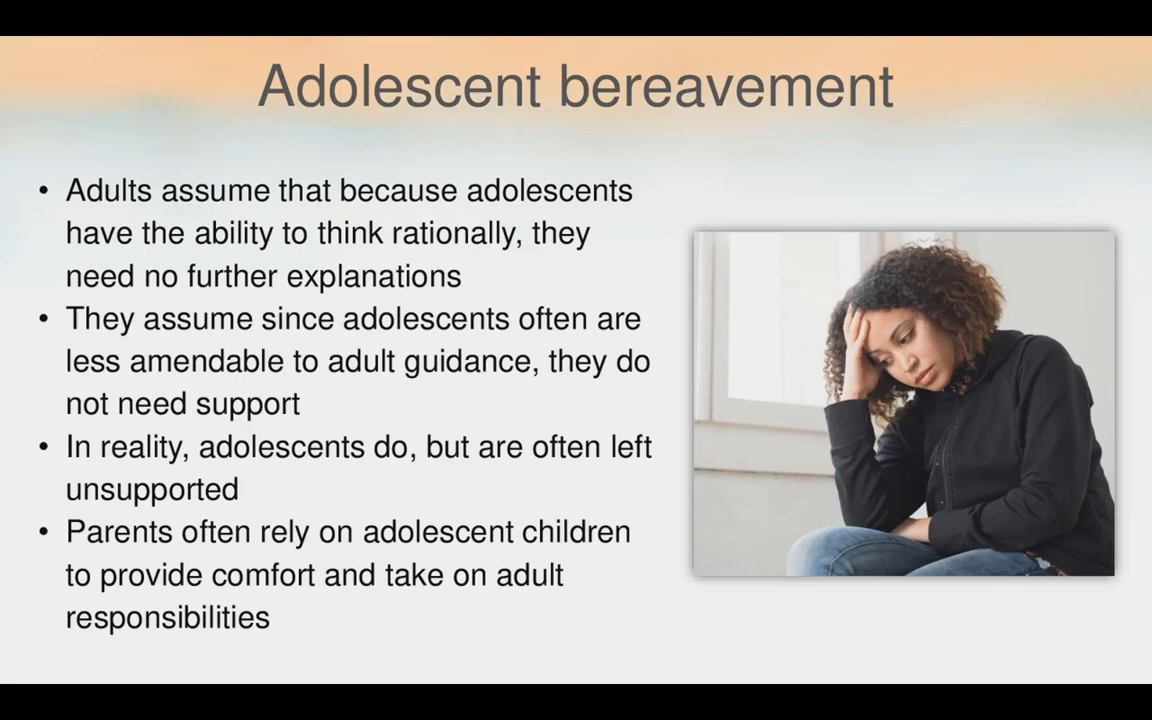 Adolescent bereavement
• Adults assume that because adolescents
have the ability to think rationally, they
need no further explanations
• They assume since adolescents often are
less amendable to adult guidance, they do
not need support
• In reality, adolescents do, but are often left
unsupported
• Parents often rely on adolescent children
to provide comfort and take on adult
responsibilities